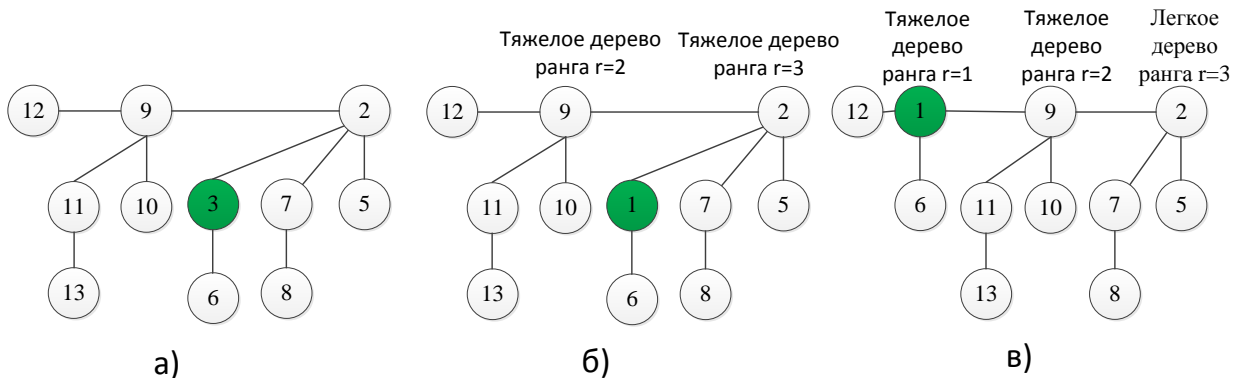 Тяжелое дерево
ранга r=2
Тяжелое дерево
ранга r=3
Тяжелое
дерево
ранга r=1
Тяжелое
дерево
ранга r=2
Легкое
дерево
ранга r=3
12 9 2
11 10 3 7 5
13 6 8
а)
12 9 2
11 10 1 7 5
13 6 8
б)
12 1 9 2
6 11 10 7 5
13 8
в)